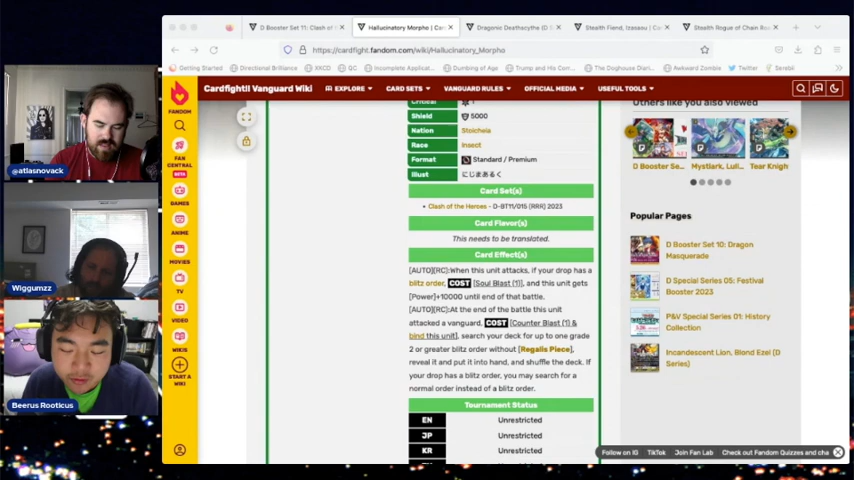 D Booster Set 11: Clash of
Hallucinatory Morpho | Car
Dragonic Deathscythe (D S
Stealth Fiend, Izasaou (
Stealth Rogue of Chain Ro
https://cardfight.fandom.com/wiki/Hallucinatory_Morpho
Getting Started
Directional Brilliance
XKCD
QC
Incomplete Applicat...
Dumbing of Age
Trump and His Com...
The Doghouse Diari...
Awkward Zombie
Twitter
Serabii
FANDOM
Cardfight!! Vanguard Wiki
EXPLORE
CARD SETS
VANGUARD RULES
OFFICIAL MEDIA
USEFUL TOOLS
FAN CENTRAL
BETA
GAMES
ANIME
MOVIES
TV
VIDEO
WIKIS
START A WIKI
@atlasnovack
Wiggumzz
Beerus Rooticus
Critical 1
Shield 5000
Nation Stoicheia
Race Insect
Format Standard / Premium
Illust にじまあるく
Card Set(s)
• Clash of the Heroes - D-BT11/015 (RRR) 2023
Card Flavor(s)
This needs to be translated.
Card Effect(s)
[AUTO](RC):When this unit attacks, if your drop has a
blitz order, COST [Soul Blast (1)], and this unit gets
[Power]+10000 until end of that battle.
[AUTO](RC):At the end of the battle this unit
attacked a vanguard, COST [Counter Blast (1) &
bind this unit], search your deck for up to one grade
2 or greater blitz order without [Regalis Piece],
reveal it and put it into hand, and shuffle the deck. If
your drop has a blitz order, you may search for a
normal order instead of a blitz order.
Tournament Status
EN Unrestricted
JP Unrestricted
KR Unrestricted
Others like you also viewed
D Booster Se...
Mystiark, Lull...
Tear Knigh
Popular Pages
D Booster Set 10: Dragon
Masquerade
D Special Series 05: Festival
Booster 2023
P&V Special Series 01: History
Collection
Incandescent Lion, Blond Ezel (D
Series)
Follow on IG
TikTok
Join Fan Lab
Check out Fandom Quizzes and cha